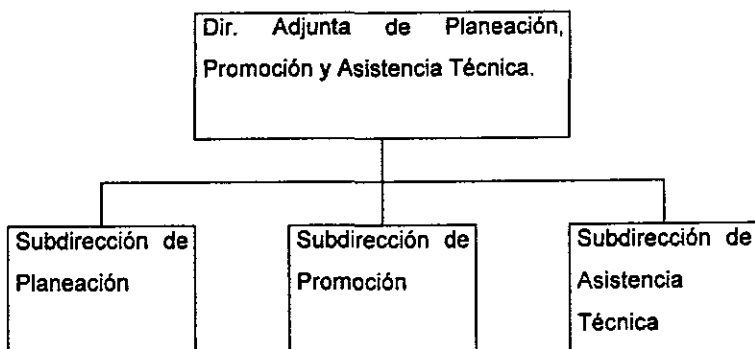 Dir. Adjunta de Planeación,
Promoción y Asistencia Técnica.
Subdirección de
Planeación
Subdirección de
Promoción
Subdirección de
Asistencia
Técnica